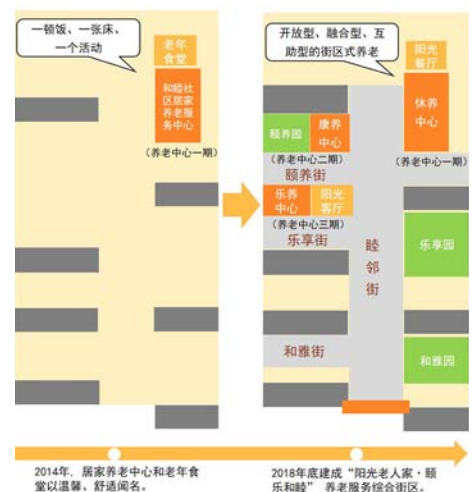 一顿饭、一张床、
一个活动
老年
食堂
和睦社
区居家
养老服
务中心
（养老中心一期）
开放型、融合型、互
助型的街区式养老
阳光
餐厅
休养
中心
（养老中心一期）
颐养园
康养
中心
（养老中心二期）
颐养街
乐养
中心
阳光
客厅
（养老中心三期）
乐享街
睦
邻
街
乐享园
和雅街
和雅园
2014年，居家养老中心和老年食
堂以温馨、舒适闻名。
2018年底建成“阳光老人家·颐
乐和睦” 养老服务综合街区。